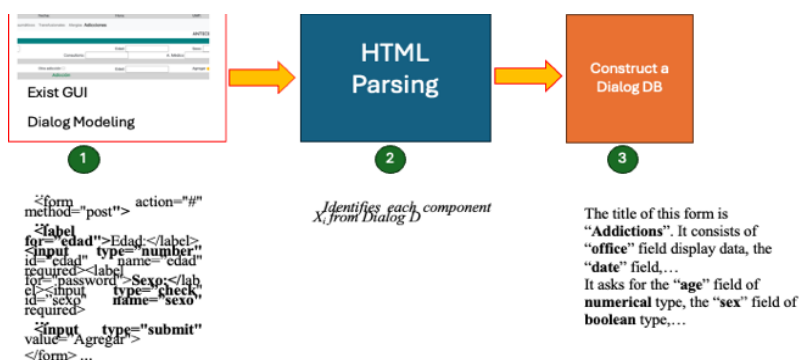 Adicciones
Edad:
Exist GUI
Dialog Modeling
HTML
Parsing
Construct a
Dialog DB
1
2
3
<form action="#"
method="post">
<label
for="edad">Edad:</label>
<input type="number"
id="edad" name="edad"
required><label
for="password">Sexo:</lab
el><input type="check"
id="sexo" name="sexo"
required>
<input type="submit"
value="Agregar">
</form> ...
Identifies each component
Xi from Dialog D
The title of this form is
“Addictions”. It consists of
“office” field display data, the
“date” field,…
It asks for the “age” field of
numerical type, the “sex” field of
boolean type,…